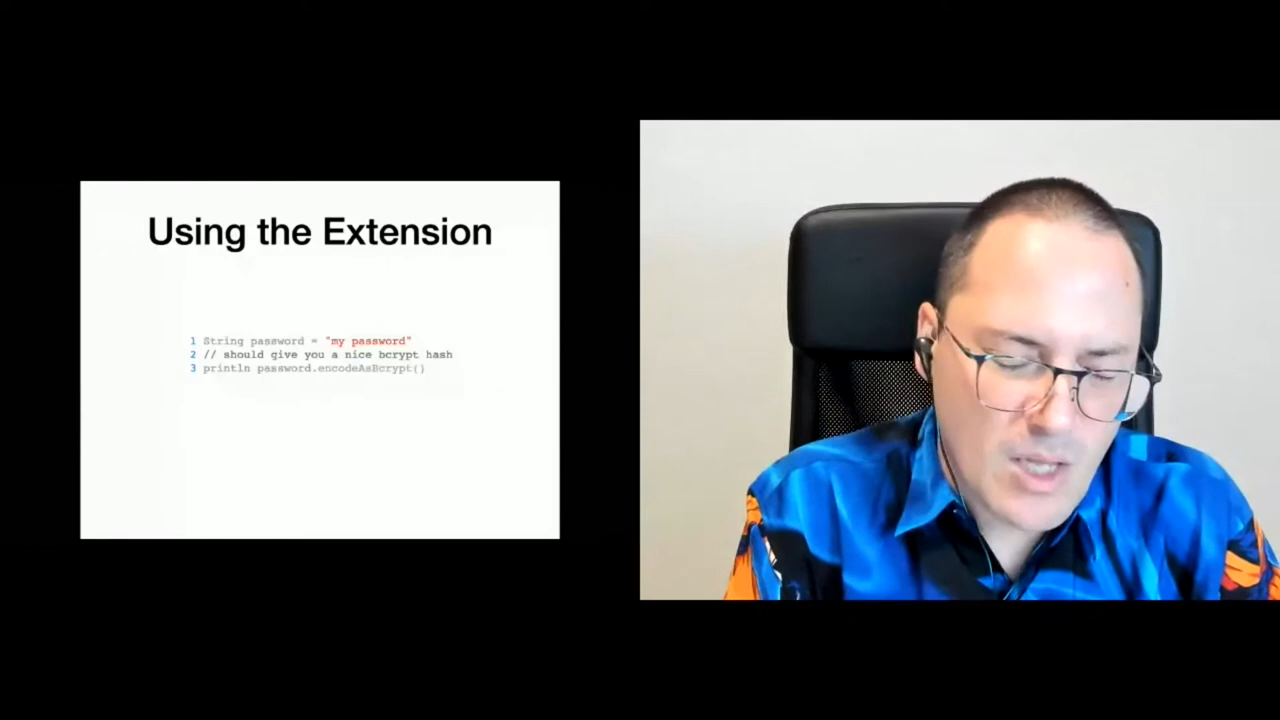 Using the Extension
1 String password = "my password"
2 // should give you a nice bcrypt hash
3 println password.encodeAsBcrypt()